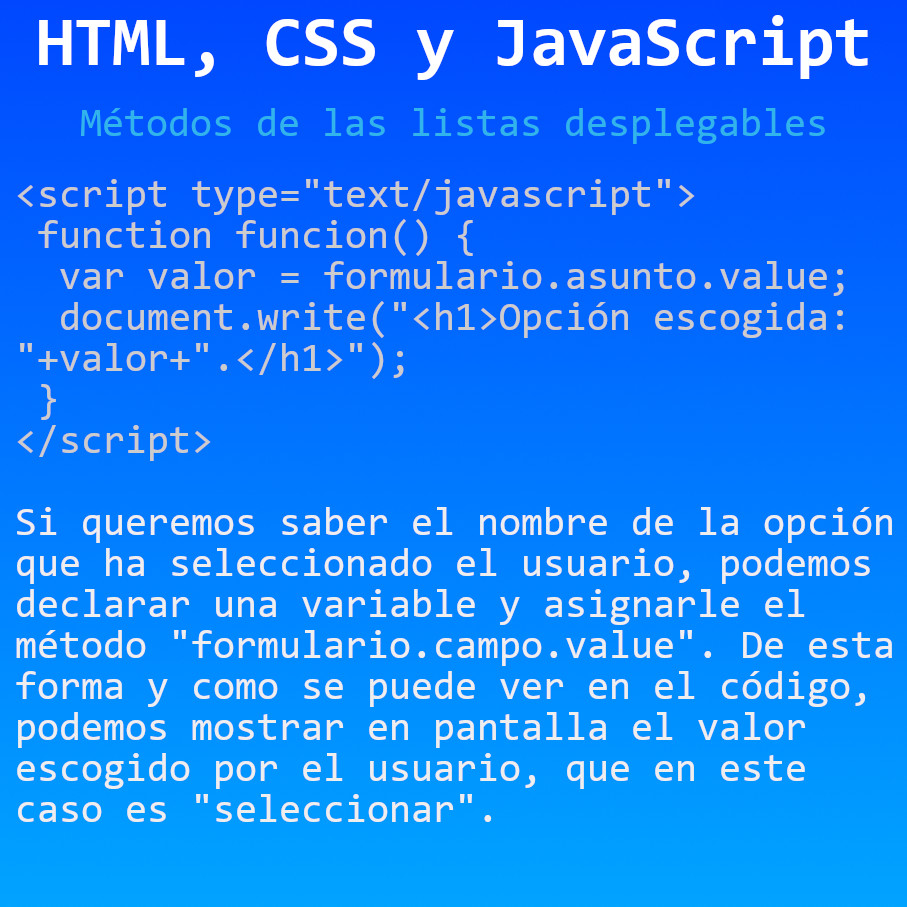 HTML, CSS y JavaScript
Métodos de las listas desplegables
<script type="text/javascript">
 function funcion() {
  var valor = formulario.asunto.value;
  document.write("<h1>Opción escogida:
"+valor+".</h1>");
 }
</script>
Si queremos saber el nombre de la opción
que ha seleccionado el usuario, podemos
declarar una variable y asignarle el
método "formulario.campo.value". De esta
forma y como se puede ver en el código,
podemos mostrar en pantalla el valor
escogido por el usuario, que en este
caso es "seleccionar".